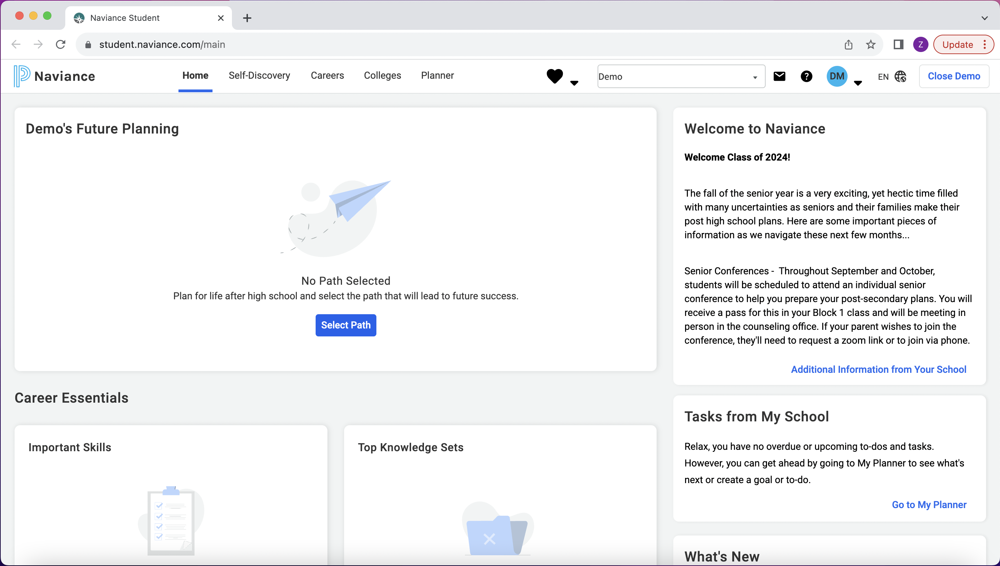 Naviance Student
student.naviance.com/main
Z
Update
Naviance
Home
Self-Discovery
Careers
Colleges
Planner
Demo
DM
EN
Close Demo
Demo's Future Planning
No Path Selected
Plan for life after high school and select the path that will lead to future success.
Select Path
Career Essentials
Important Skills
Top Knowledge Sets
Welcome to Naviance
Welcome Class of 2024!
The fall of the senior year is a very exciting, yet hectic time filled
with many uncertainties as seniors and their families make their
post high school plans. Here are some important pieces of
information as we navigate these next few months...
Senior Conferences -  Throughout September and October,
students will be scheduled to attend an individual senior
conference to help you prepare your post-secondary plans. You will
receive a pass for this in your Block 1 class and will be meeting in
person in the counseling office. If your parent wishes to join the
conference, they'll need to request a zoom link or to join via phone.
Additional Information from Your School
Tasks from My School
Relax, you have no overdue or upcoming to-dos and tasks.
However, you can get ahead by going to My Planner to see what's
next or create a goal or to-do.
Go to My Planner
What's New